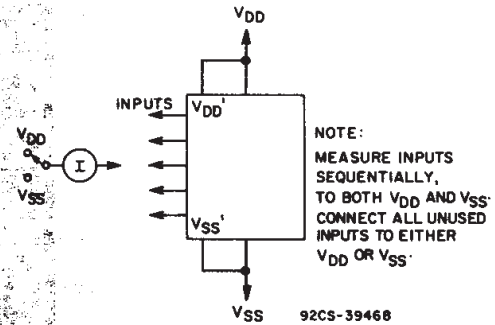 VDD
INPUTS
VDD'
VDD
I
VSS
VSS'
NOTE:
MEASURE INPUTS
SEQUENTIALLY,
TO BOTH VDD AND VSS.
CONNECT ALL UNUSED
INPUTS TO EITHER
VDD OR VSS.
VSS
92CS-39468